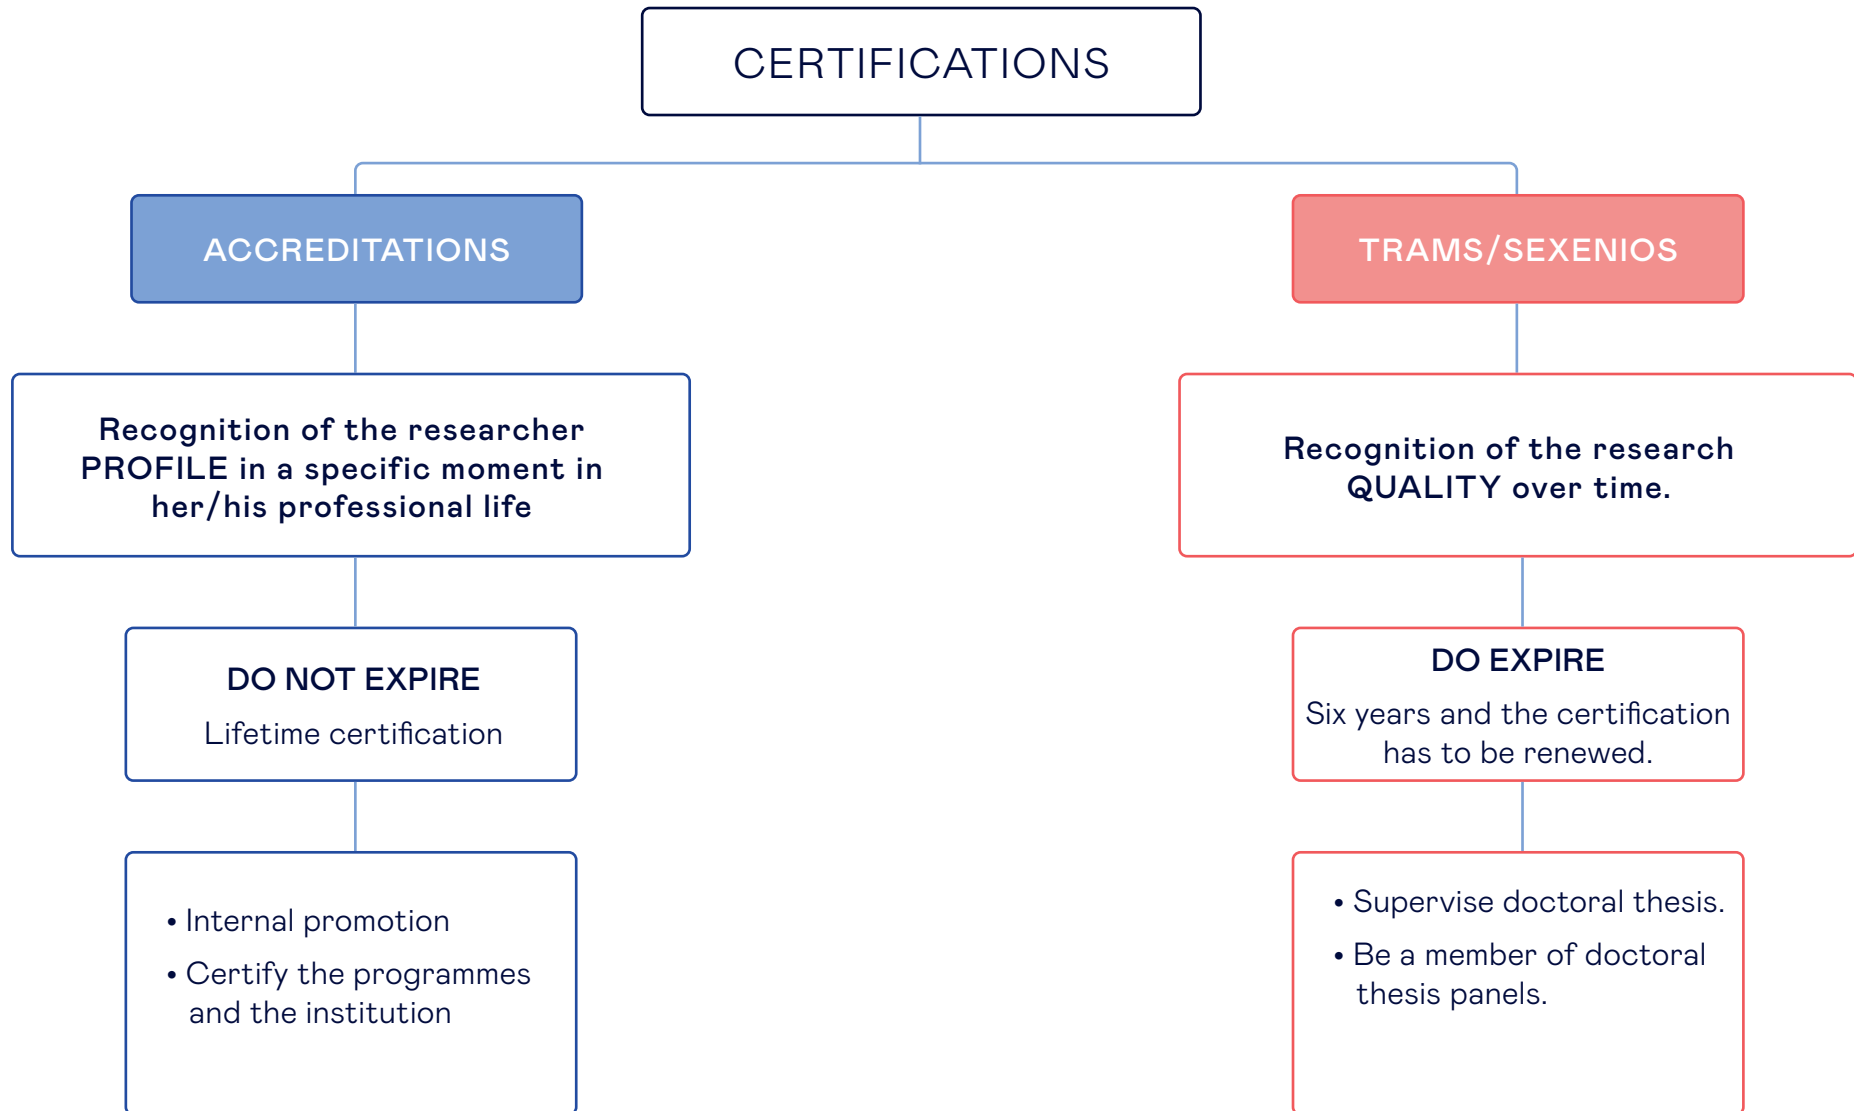 CERTIFICATIONS
ACCREDITATIONS
Recognition of the researcher
PROFILE in a specific moment in
her/his professional life
DO NOT EXPIRE
Lifetime certification
• Internal promotion
• Certify the programmes
and the institution
TRAMS/SEXENIOS
Recognition of the research
QUALITY over time.
DO EXPIRE
Six years and the certification
has to be renewed.
• Supervise doctoral thesis.
• Be a member of doctoral
thesis panels.